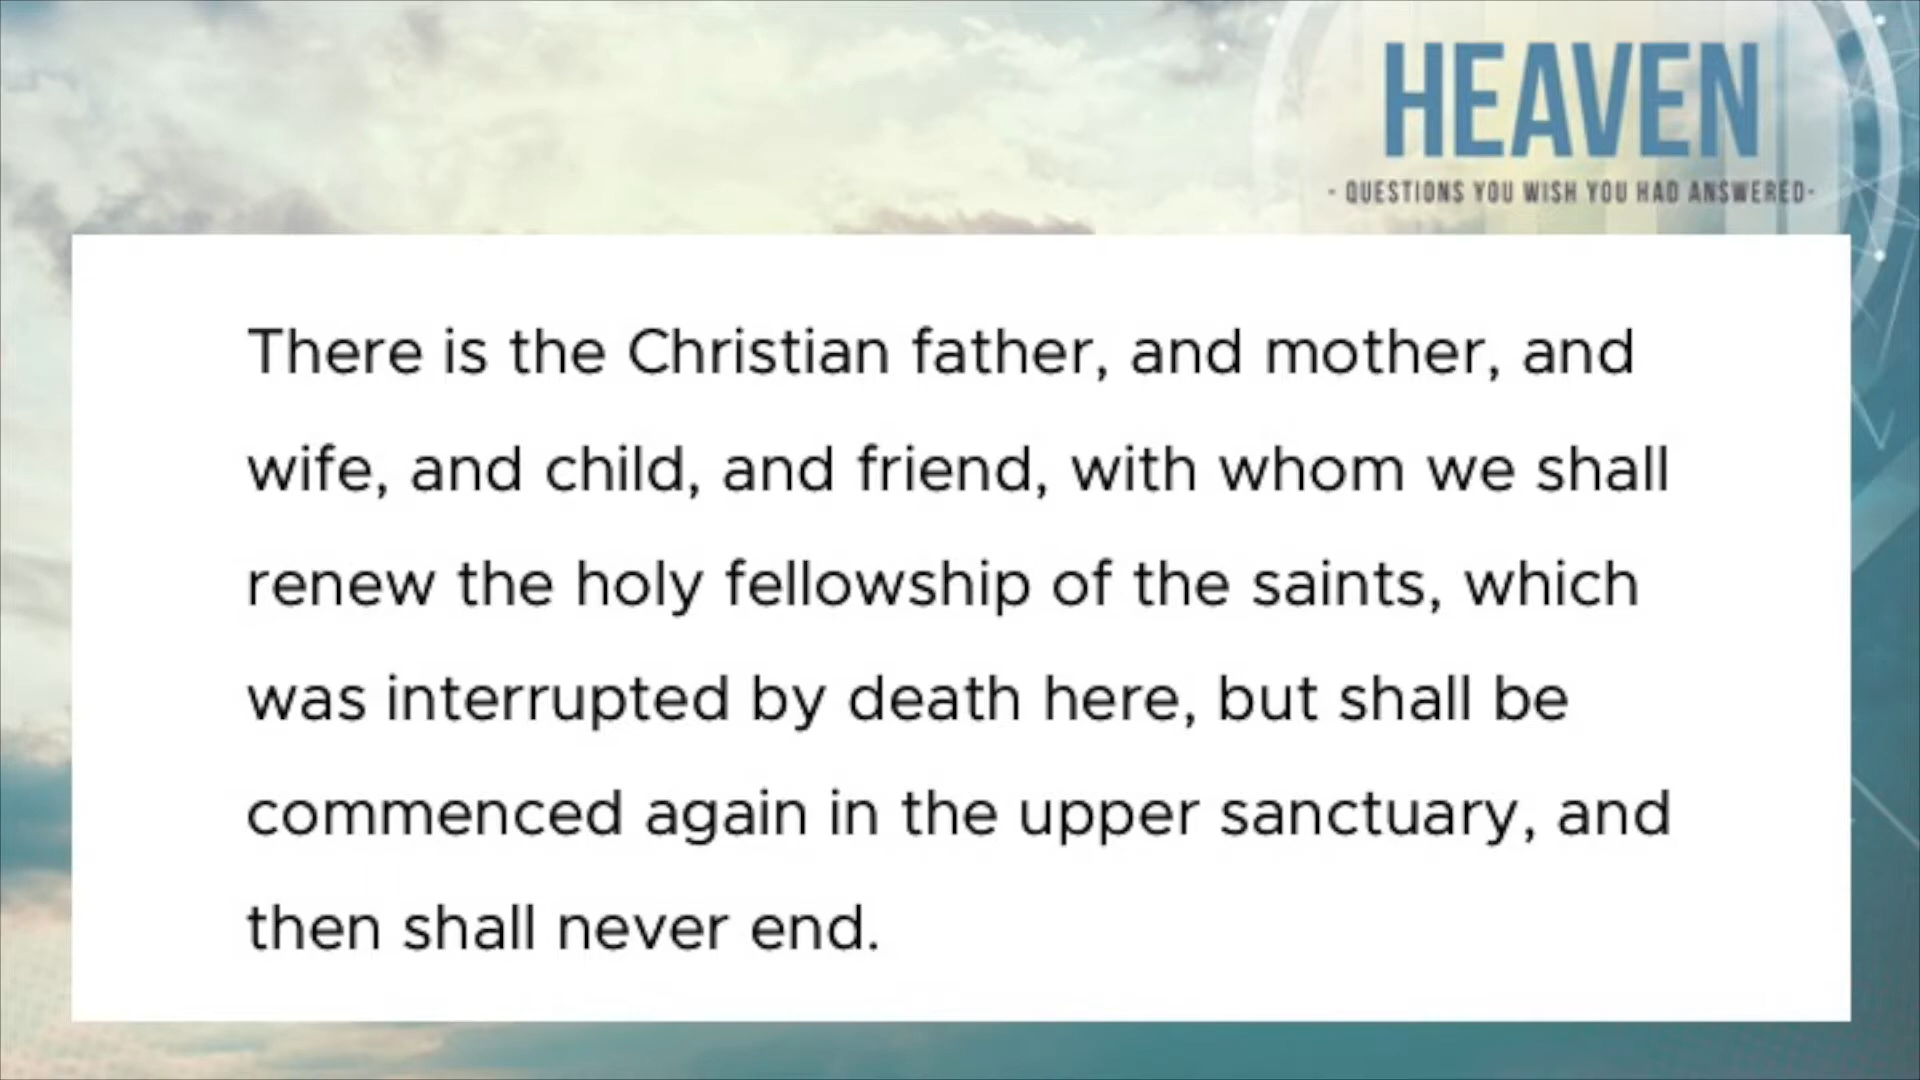 HEAVEN
- QUESTIONS YOU WISH YOU HAD ANSWERED-
There is the Christian father, and mother, and
wife, and child, and friend, with whom we shall
renew the holy fellowship of the saints, which
was interrupted by death here, but shall be
commenced again in the upper sanctuary, and
then shall never end.